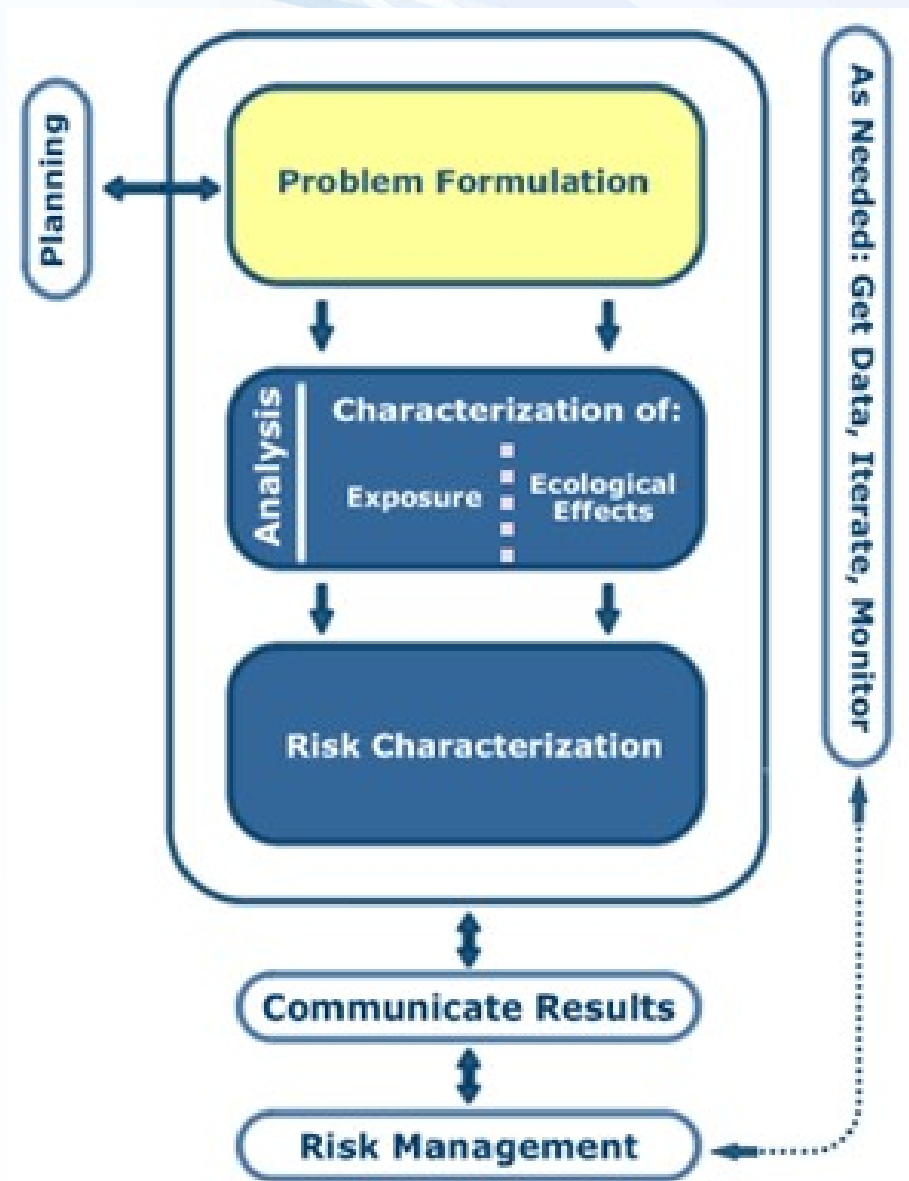 Planning
Problem Formulation
Analysis
Characterization of:
Exposure
Ecological
Effects
Risk Characterization
Communicate Results
Risk Management
As Needed: Get Data, Iterate, Monitor